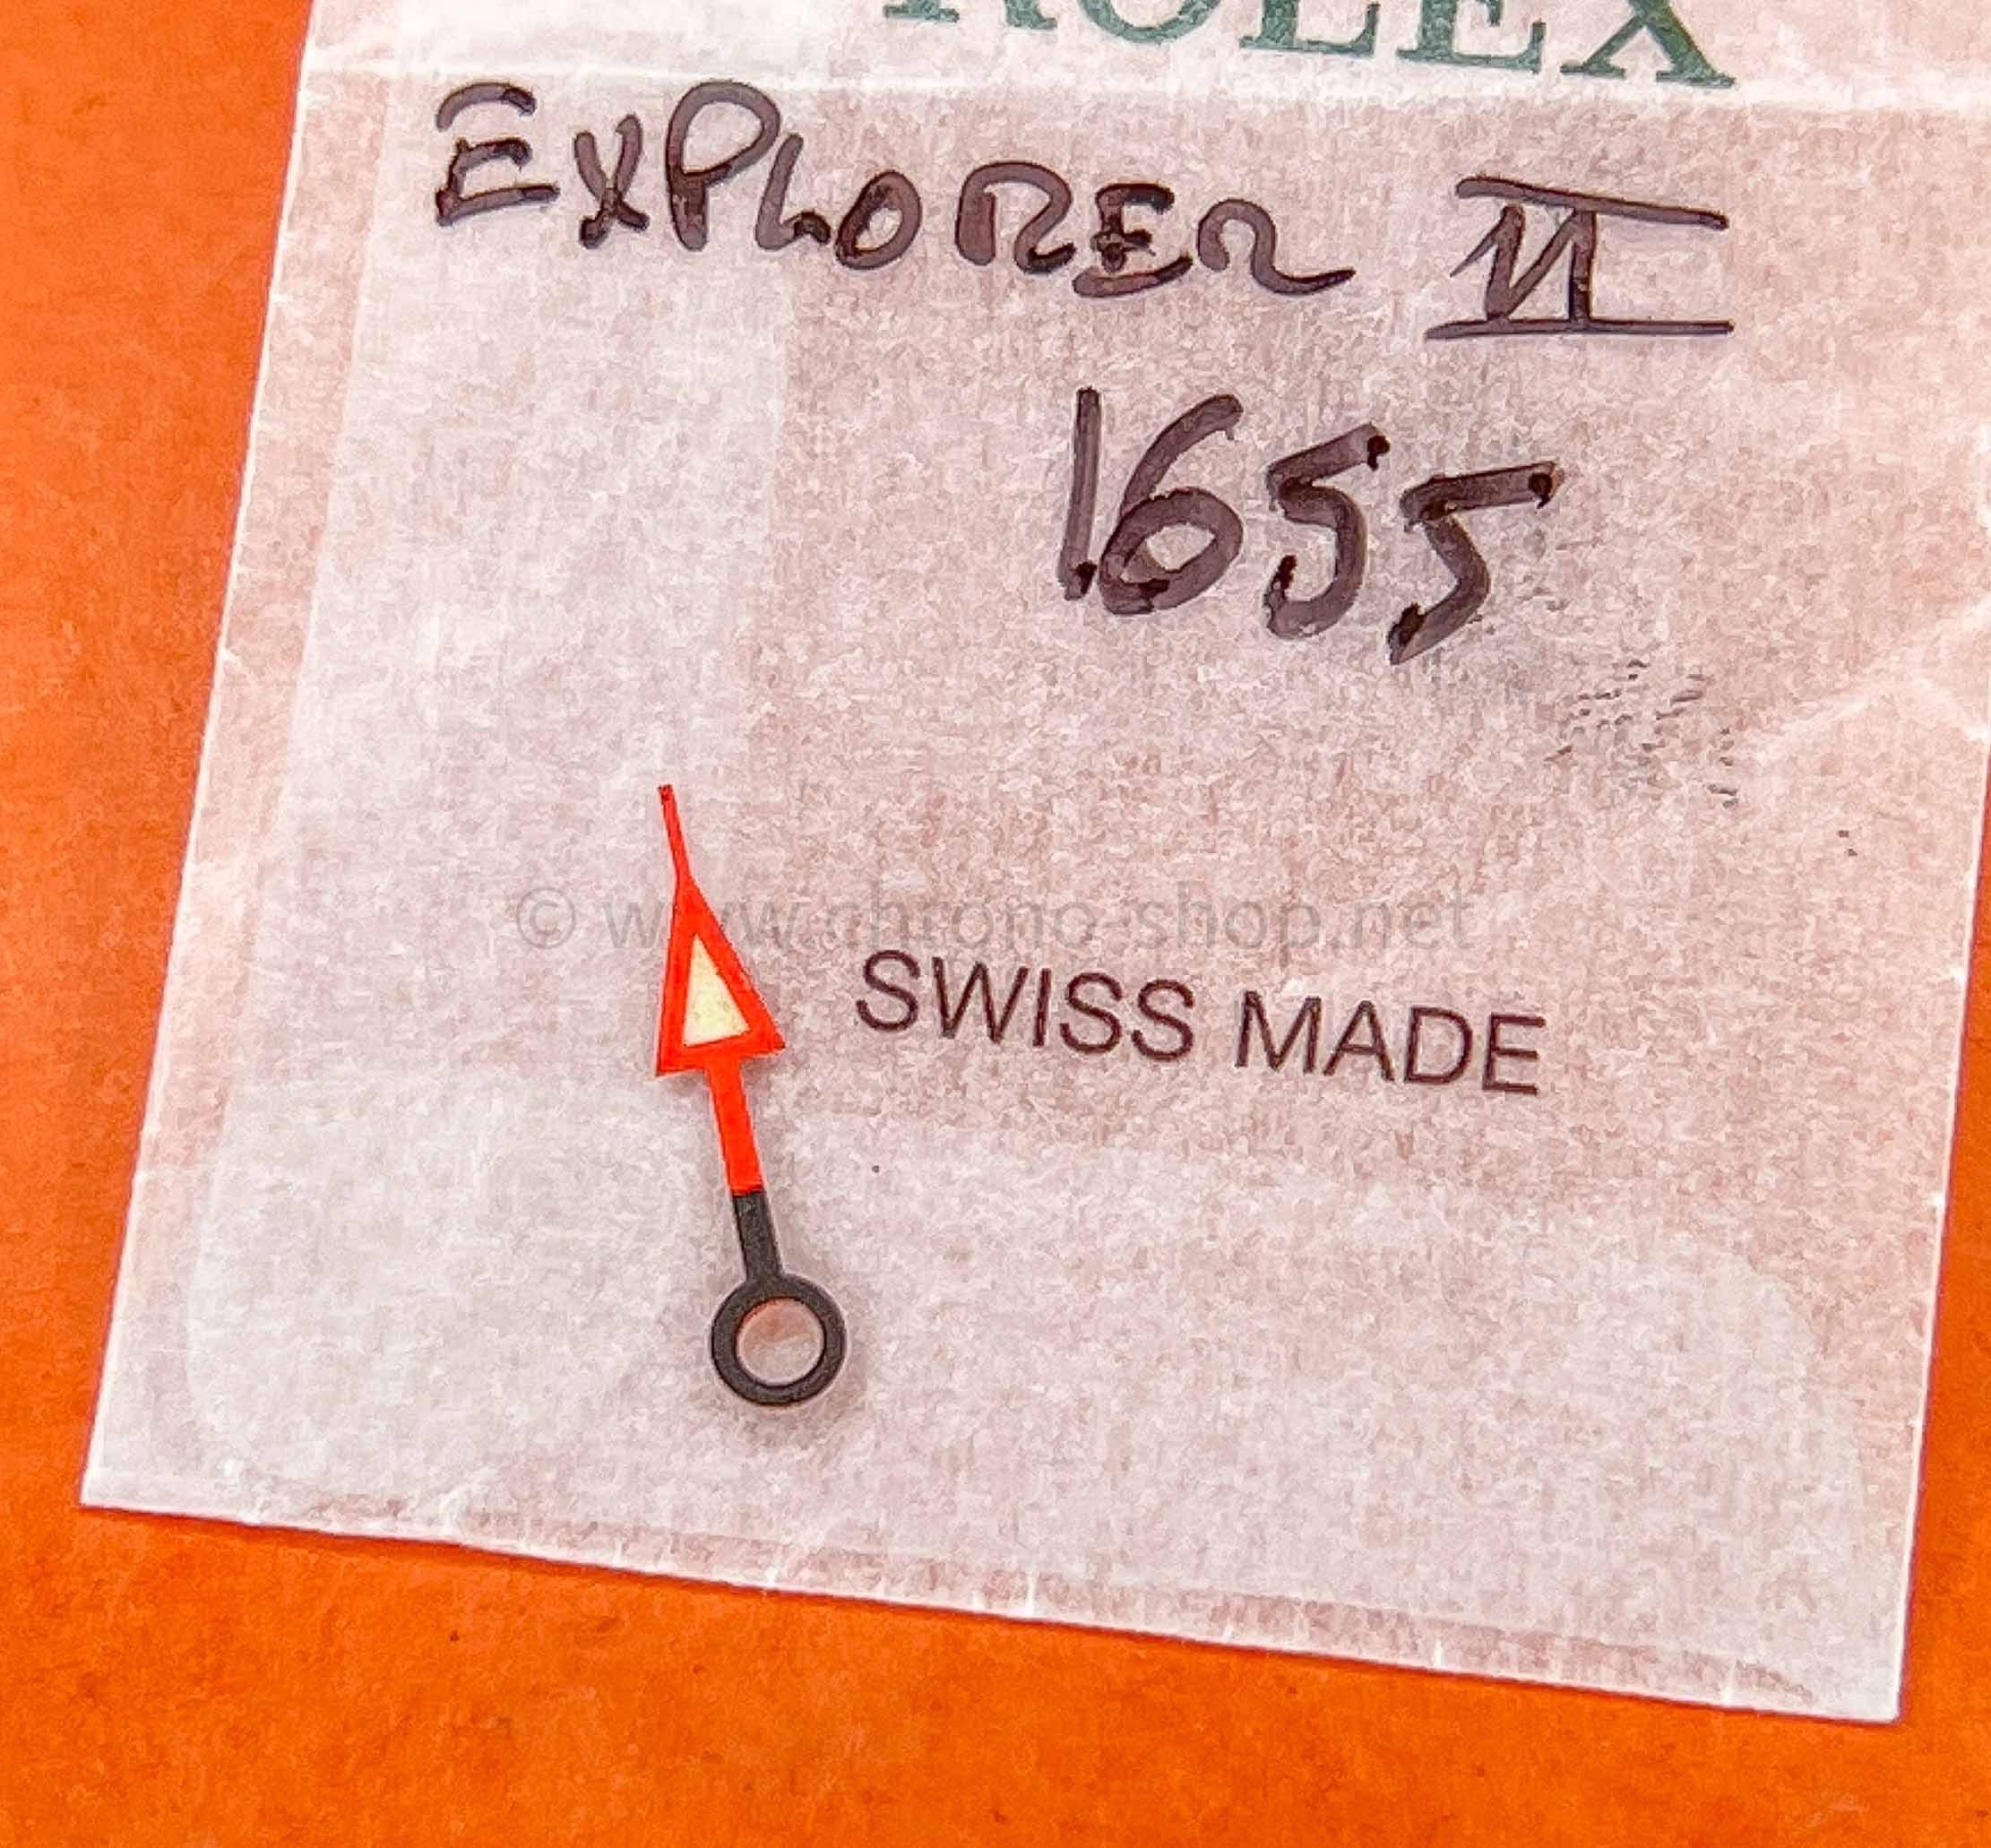 ROLEX
EXPLORER II
1655
© www.chrono-shop.net
SWISS MADE